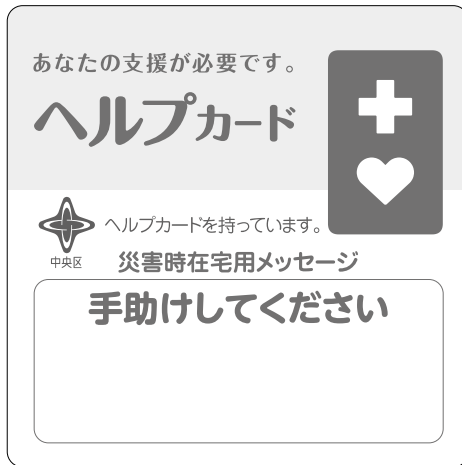 あなたの支援が必要です。
ヘルプカード
ヘルプカードを持っています。
中央区
災害時在宅用メッセージ
手助けしてください